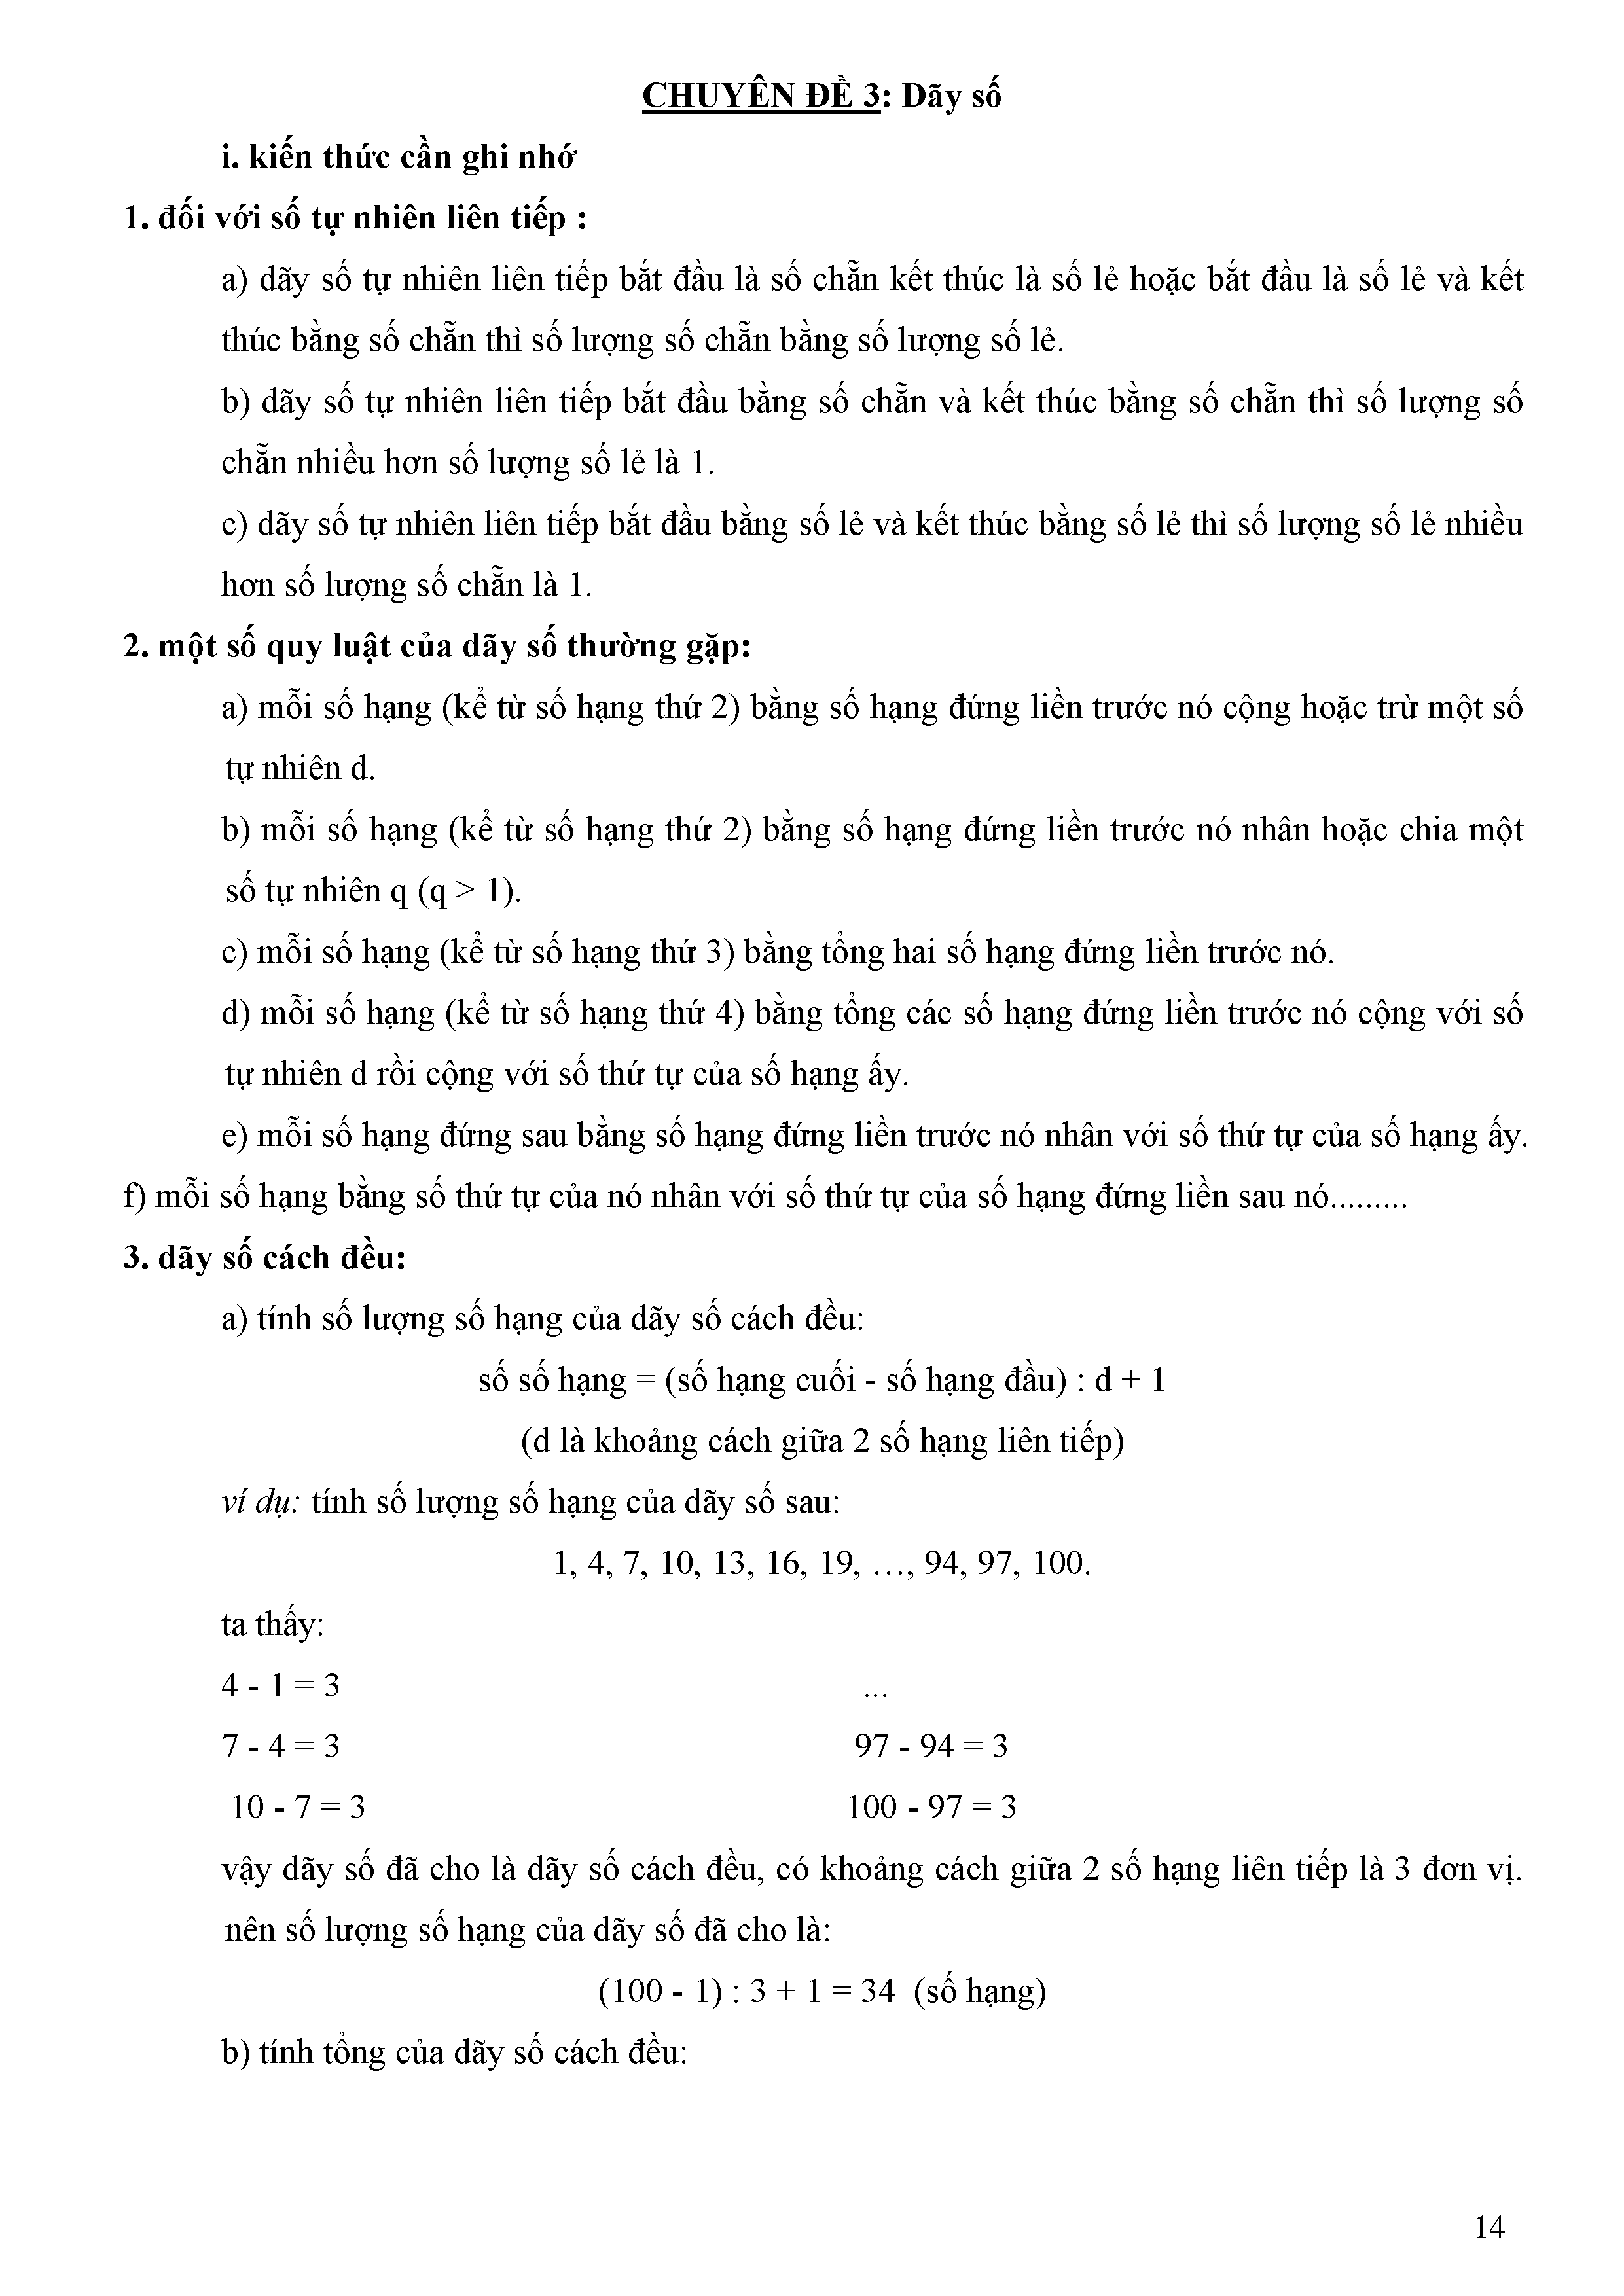 CHUYÊN ĐỀ 3: Dãy số
i. kiến thức cần ghi nhớ
1. đối với số tự nhiên liên tiếp :
a) dãy số tự nhiên liên tiếp bắt đầu là số chẵn kết thúc là số lẻ hoặc bắt đầu là số lẻ và kết
thúc bằng số chẵn thì số lượng số chẵn bằng số lượng số lẻ.
b) dãy số tự nhiên liên tiếp bắt đầu bằng số chẵn và kết thúc bằng số chẵn thì số lượng số
chẵn nhiều hơn số lượng số lẻ là 1.
c) dãy số tự nhiên liên tiếp bắt đầu bằng số lẻ và kết thúc bằng số lẻ thì số lượng số lẻ nhiều
hơn số lượng số chẵn là 1.
2. một số quy luật của dãy số thường gặp:
a) mỗi số hạng (kể từ số hạng thứ 2) bằng số hạng đứng liền trước nó cộng hoặc trừ một số
tự nhiên d.
b) mỗi số hạng (kể từ số hạng thứ 2) bằng số hạng đứng liền trước nó nhân hoặc chia một
số tự nhiên q (q > 1).
c) mỗi số hạng (kể từ số hạng thứ 3) bằng tổng hai số hạng đứng liền trước nó.
d) mỗi số hạng (kể từ số hạng thứ 4) bằng tổng các số hạng đứng liền trước nó cộng với số
tự nhiên d rồi cộng với số thứ tự của số hạng ấy.
e) mỗi số hạng đứng sau bằng số hạng đứng liền trước nó nhân với số thứ tự của số hạng ấy.
f) mỗi số hạng bằng số thứ tự của nó nhân với số thứ tự của số hạng đứng liền sau nó.........
3. dãy số cách đều:
a) tính số lượng số hạng của dãy số cách đều:
số số hạng = (số hạng cuối - số hạng đầu) : d + 1
(d là khoảng cách giữa 2 số hạng liên tiếp)
ví dụ: tính số lượng số hạng của dãy số sau:
1, 4, 7, 10, 13, 16, 19, …, 94, 97, 100.
ta thấy:
4 - 1 = 3 ...
7 - 4 = 3 97 - 94 = 3
10 - 7 = 3 100 - 97 = 3
vậy dãy số đã cho là dãy số cách đều, có khoảng cách giữa 2 số hạng liên tiếp là 3 đơn vị.
nên số lượng số hạng của dãy số đã cho là:
(100 - 1) : 3 + 1 = 34 (số hạng)
b) tính tổng của dãy số cách đều:
14